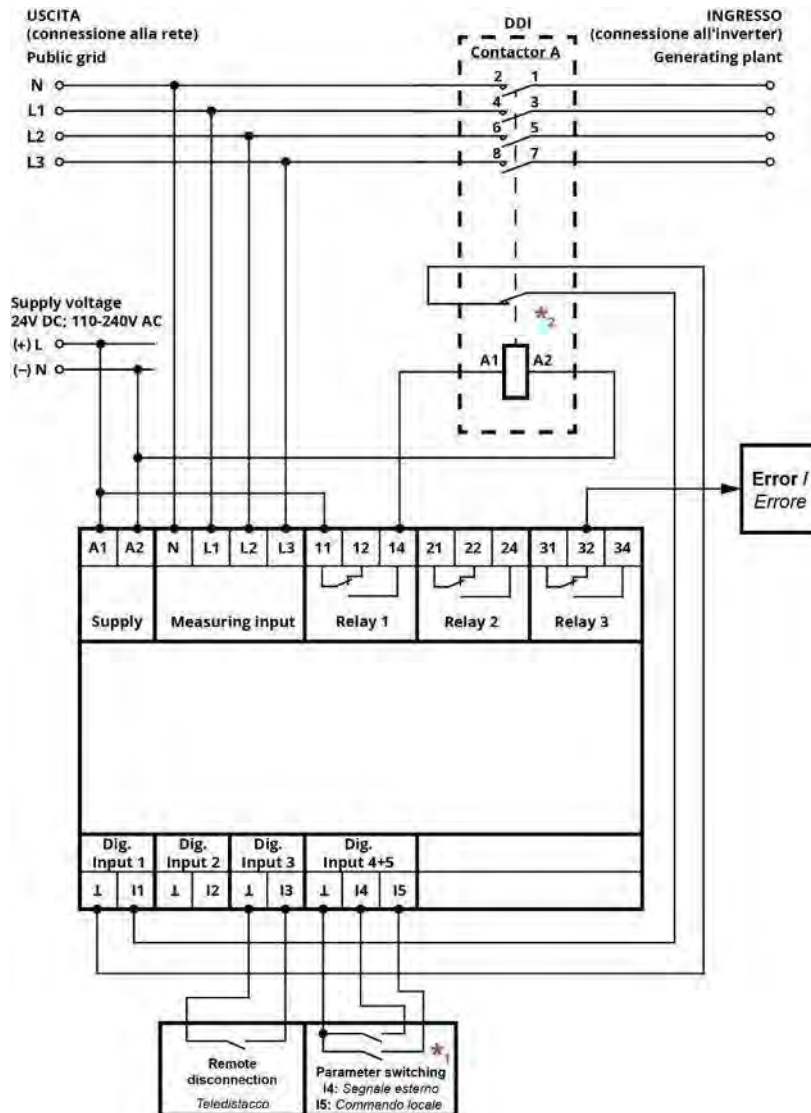 USCITA
(connessione alla rete)
Public grid
DDI
Contactor A
INGRESSO
(connessione all'inverter)
Generating plant
N
2 1
L1
4 3
L2
6 5
L3
8 7
Supply voltage
24V DC; 110-240V AC
(+) L
(−) N
*2
A1 A2
Error /
Errore
A1 A2 N L1 L2 L3 11 12 14 21 22 24 31 32 34
Supply Measuring input Relay 1 Relay 2 Relay 3
Dig. Input 1
Dig. Input 2
Dig. Input 3
Dig. Input 4+5
⊥ I1 ⊥ I2 ⊥ I3 ⊥ I4 I5
Remote
disconnection
Teledistacco
*1
Parameter switching
I4: Segnale esterno
I5: Commando locale